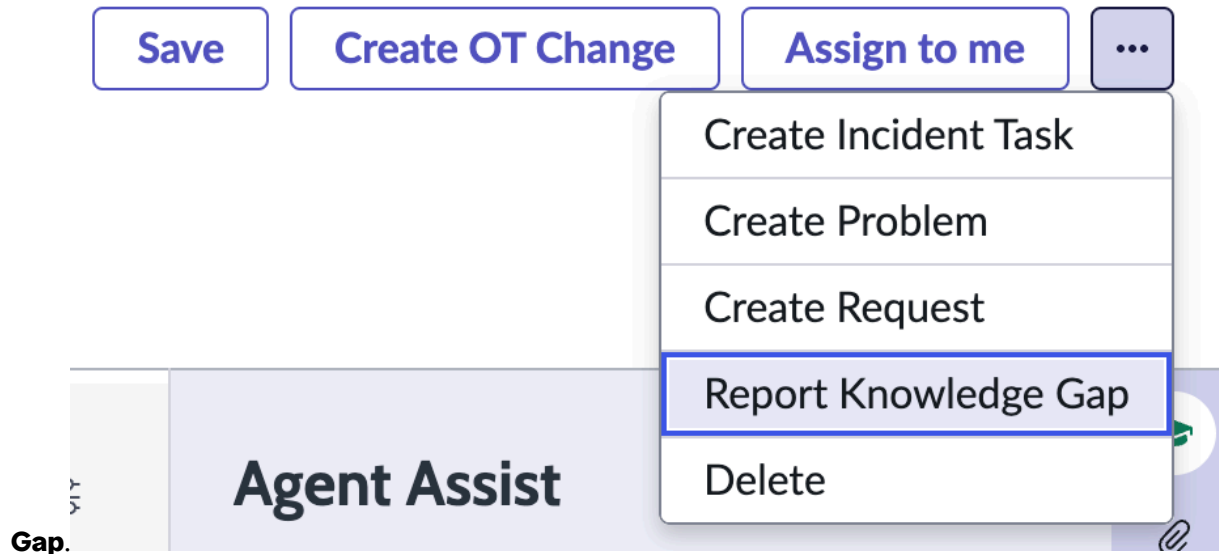 Save Create OT Change Assign to me ...
Create Incident Task
Create Problem
Create Request
Report Knowledge Gap
Delete
Agent Assist
Gap.